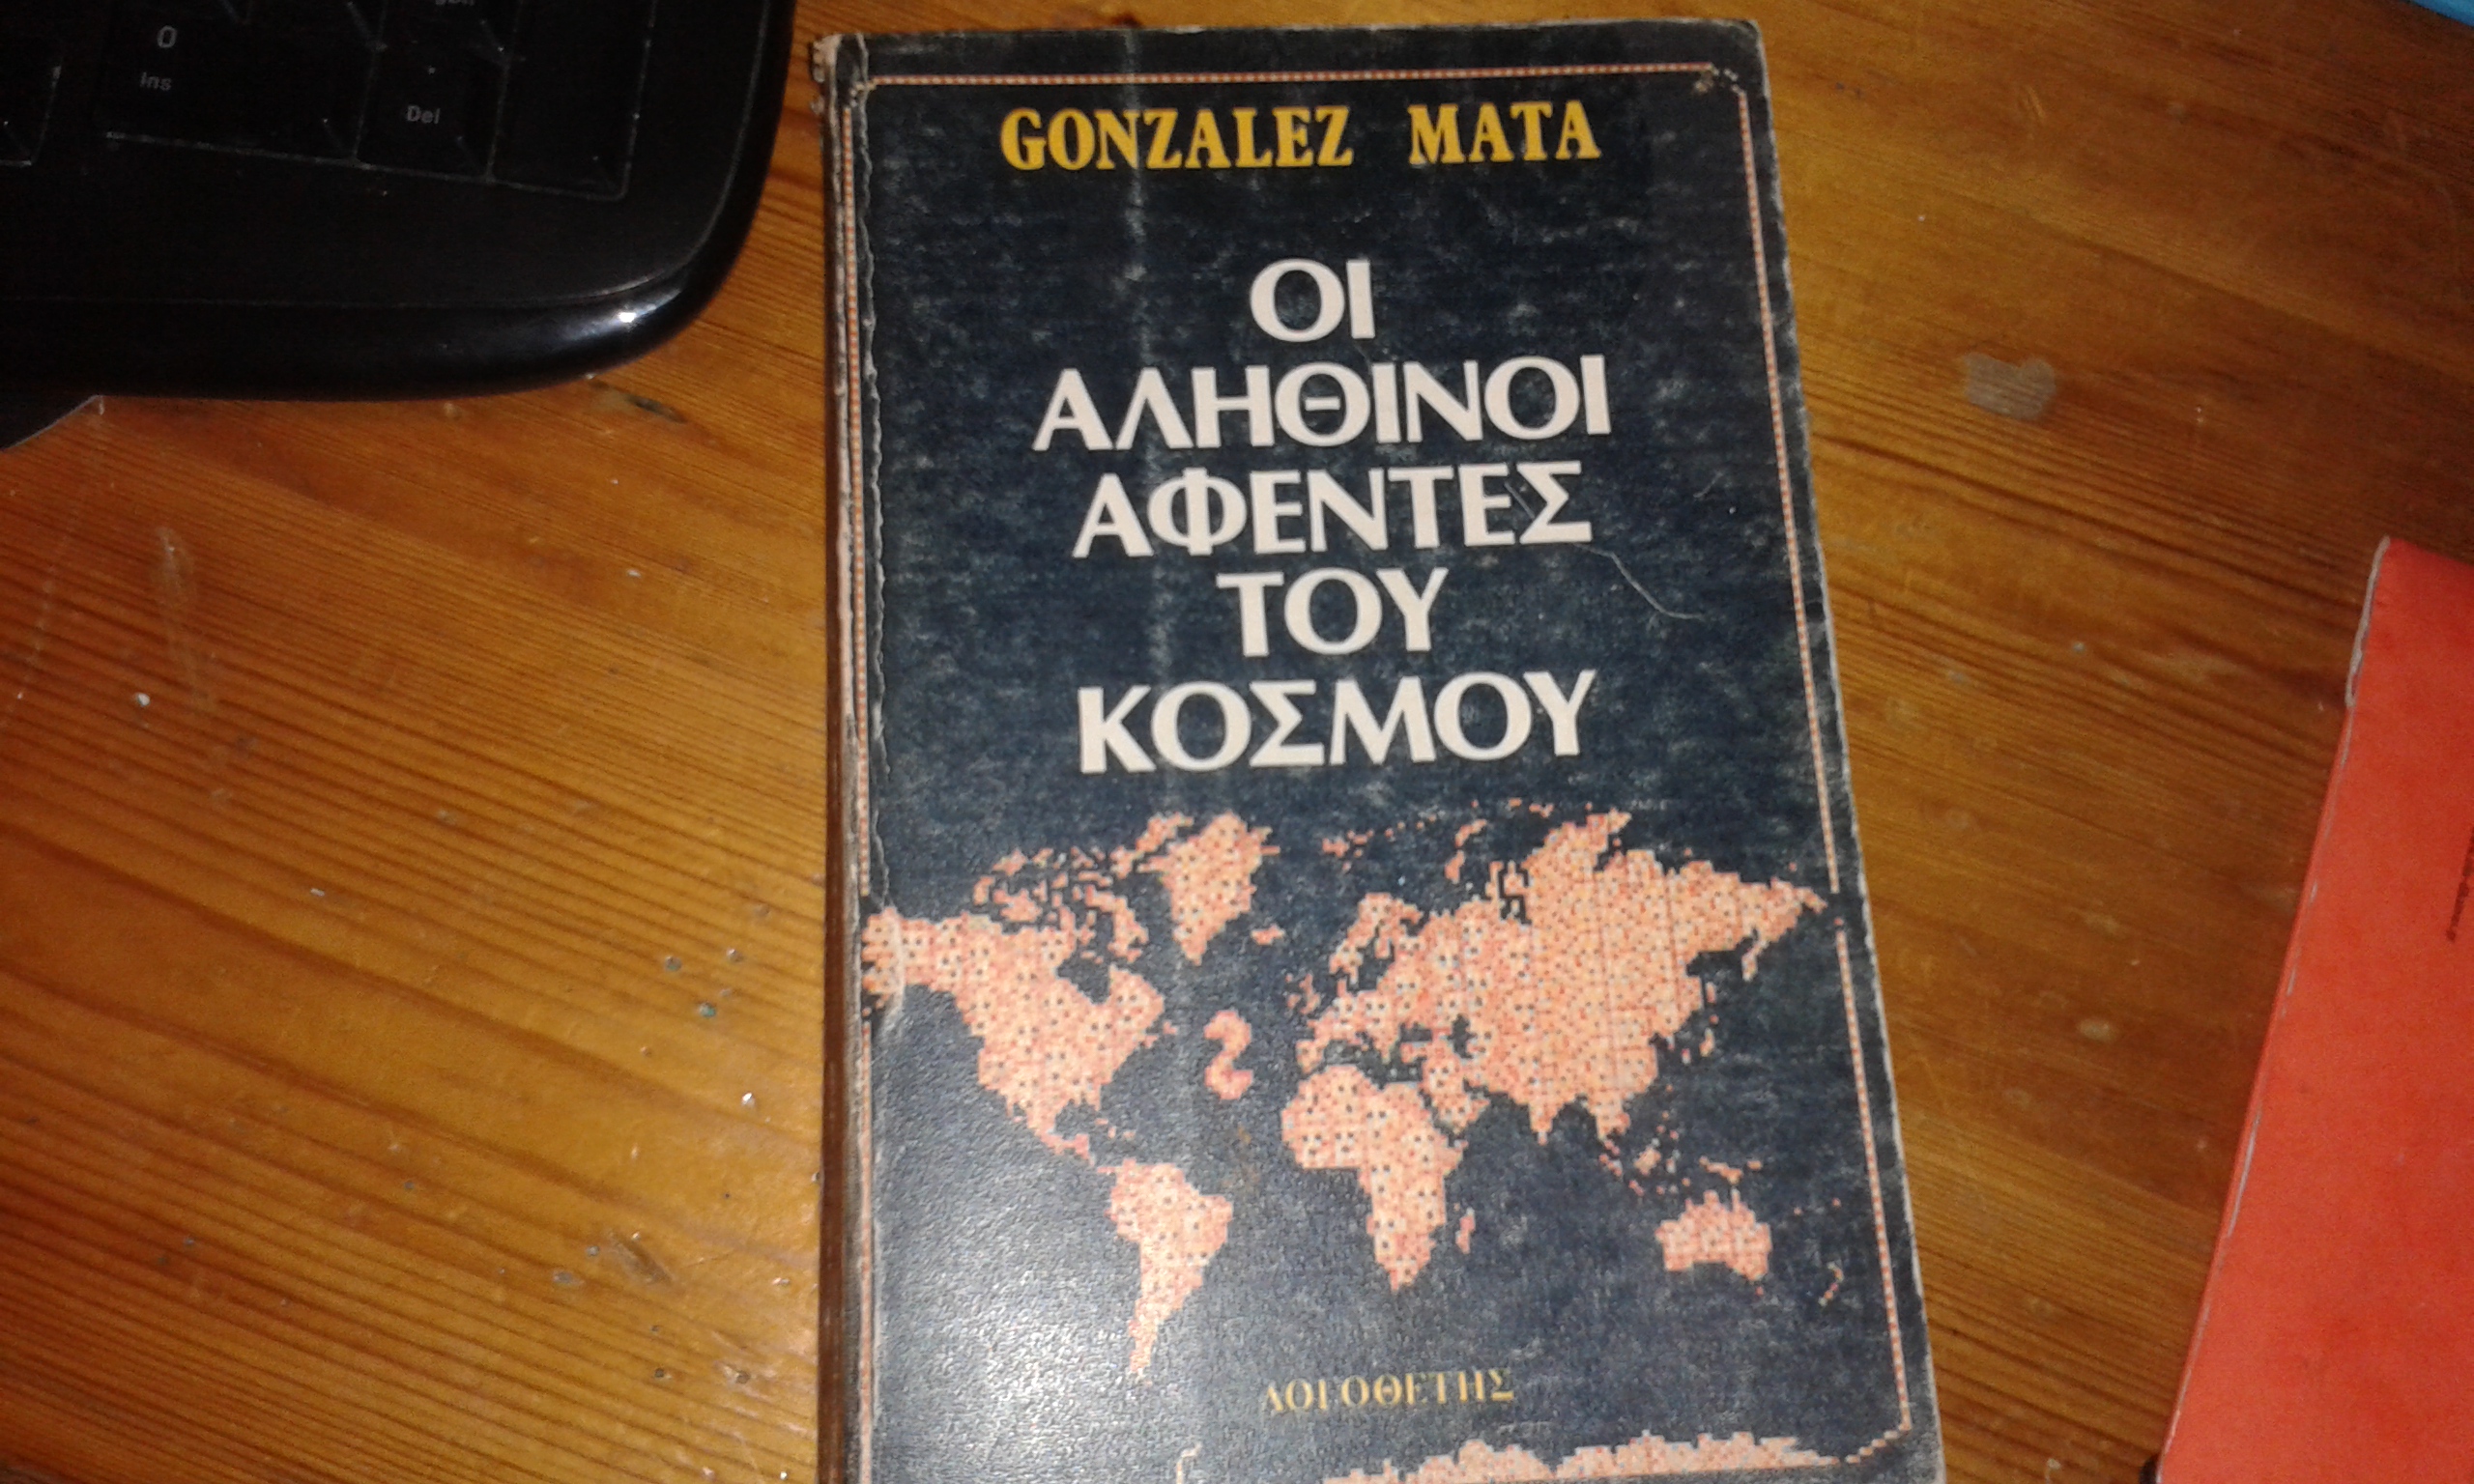 0
Ins
.
Del
GONZALEZ MATA
ΟΙ
ΑΛΗΘΙΝΟΙ
ΑΦΕΝΤΕΣ
ΤΟΥ
ΚΟΣΜΟΥ
ΛΟΓΟΘΕΤΗΣ